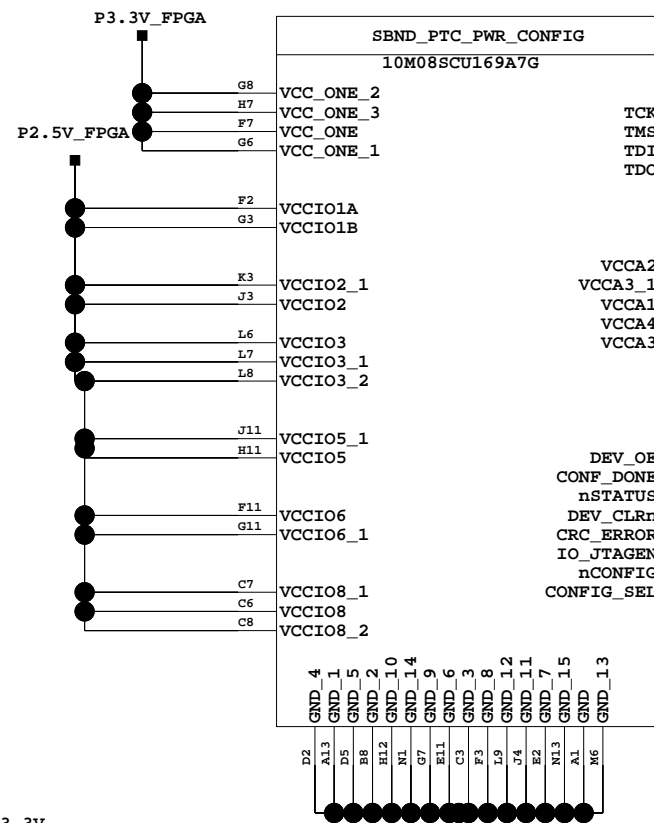 P3.3V_FPGA
SBND_PTC_PWR_CONFIG
10M08SCU169A7G
G8 VCC_ONE_2
H7 VCC_ONE_3 TCK
P2.5V_FPGA F7 VCC_ONE TMS
G6 VCC_ONE_1 TDI
TDO
F2 VCCIO1A
G3 VCCIO1B
VCCA2
K3 VCCIO2_1 VCCA3_1
J3 VCCIO2 VCCA1
VCCA4
L6 VCCIO3 VCCA3
L7 VCCIO3_1
L8 VCCIO3_2
J11 VCCIO5_1
H11 VCCIO5 DEV_OE
CONF_DONE
nSTATUS
F11 VCCIO6 DEV_CLRn
G11 VCCIO6_1 CRC_ERROR
IO_JTAGEN
nCONFIG
C7 VCCIO8_1 CONFIG_SEL
C6 VCCIO8
C8 VCCIO8_2
GND_4 GND_1 GND_5 GND_2 GND_10 GND_14 GND_9 GND_6 GND_3 GND_8 GND_12 GND_11 GND_7 GND_15 GND GND_13
D2 A13 D5 B8 H12 N1 G7 E11 C3 F3 L9 J4 E2 N13 A1 M6